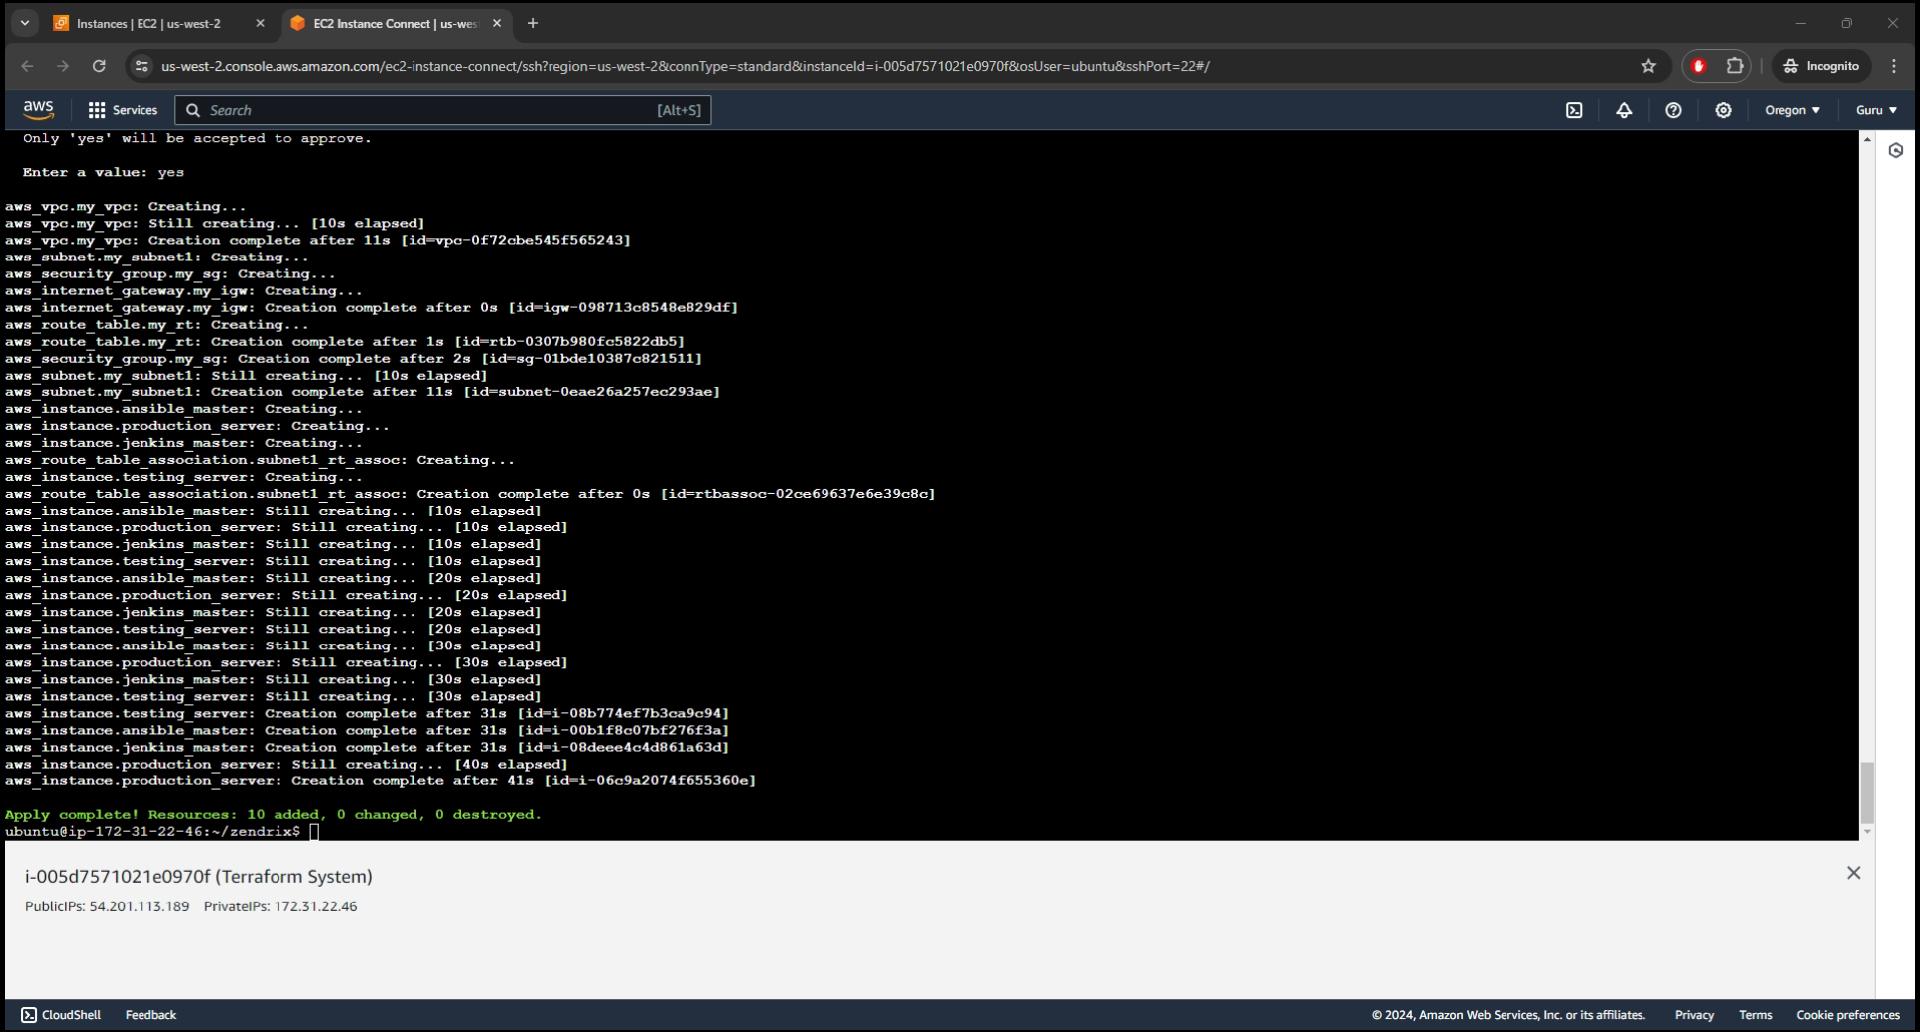 Instances | EC2 | us-west-2
EC2 Instance Connect | us-wes
us-west-2.console.aws.amazon.com/ec2-instance-connect/ssh?region=us-west-2&connType=standard&instanceId=i-005d7571021e0970f&osUser=ubuntu&sshPort=22#/
Incognito
aws
Services
Search
[Alt+S]
Oregon
Guru
Only 'yes' will be accepted to approve.
Enter a value: yes
aws_vpc.my_vpc: Creating...
aws_vpc.my_vpc: Still creating... [10s elapsed]
aws_vpc.my_vpc: Creation complete after 11s [id=vpc-0f72cbe545f565243]
aws_subnet.my_subnet1: Creating...
aws_security_group.my_sg: Creating...
aws_internet_gateway.my_igw: Creating...
aws_internet_gateway.my_igw: Creation complete after 0s [id=igw-098713c8548e829df]
aws_route_table.my_rt: Creating...
aws_route_table.my_rt: Creation complete after 1s [id=rtb-0307b980fc5822db5]
aws_security_group.my_sg: Creation complete after 2s [id=sg-01bde10387c821511]
aws_subnet.my_subnet1: Still creating... [10s elapsed]
aws_subnet.my_subnet1: Creation complete after 11s [id=subnet-0eae26a257ec293ae]
aws_instance.ansible_master: Creating...
aws_instance.production_server: Creating...
aws_instance.jenkins_master: Creating...
aws_route_table_association.subnet1_rt_assoc: Creating...
aws_instance.testing_server: Creating...
aws_route_table_association.subnet1_rt_assoc: Creation complete after 0s [id=rtbassoc-02ce69637e6e39c8c]
aws_instance.ansible_master: Still creating... [10s elapsed]
aws_instance.production_server: Still creating... [10s elapsed]
aws_instance.jenkins_master: Still creating... [10s elapsed]
aws_instance.testing_server: Still creating... [10s elapsed]
aws_instance.ansible_master: Still creating... [20s elapsed]
aws_instance.production_server: Still creating... [20s elapsed]
aws_instance.jenkins_master: Still creating... [20s elapsed]
aws_instance.testing_server: Still creating... [20s elapsed]
aws_instance.ansible_master: Still creating... [30s elapsed]
aws_instance.production_server: Still creating... [30s elapsed]
aws_instance.jenkins_master: Still creating... [30s elapsed]
aws_instance.testing_server: Still creating... [30s elapsed]
aws_instance.testing_server: Creation complete after 31s [id=i-08b774ef7b3ca9c94]
aws_instance.ansible_master: Creation complete after 31s [id=i-00b1f8c07bf276f3a]
aws_instance.jenkins_master: Creation complete after 31s [id=i-08deee4c4d861a63d]
aws_instance.production_server: Still creating... [40s elapsed]
aws_instance.production_server: Creation complete after 41s [id=i-06c9a2074f655360e]
Apply complete! Resources: 10 added, 0 changed, 0 destroyed.
ubuntu@ip-172-31-22-46:~/zendrix$
i-005d7571021e0970f (Terraform System)
PublicIPs: 54.201.113.189 PrivateIPs: 172.31.22.46
CloudShell
Feedback
© 2024, Amazon Web Services, Inc. or its affiliates.
Privacy
Terms
Cookie preferences